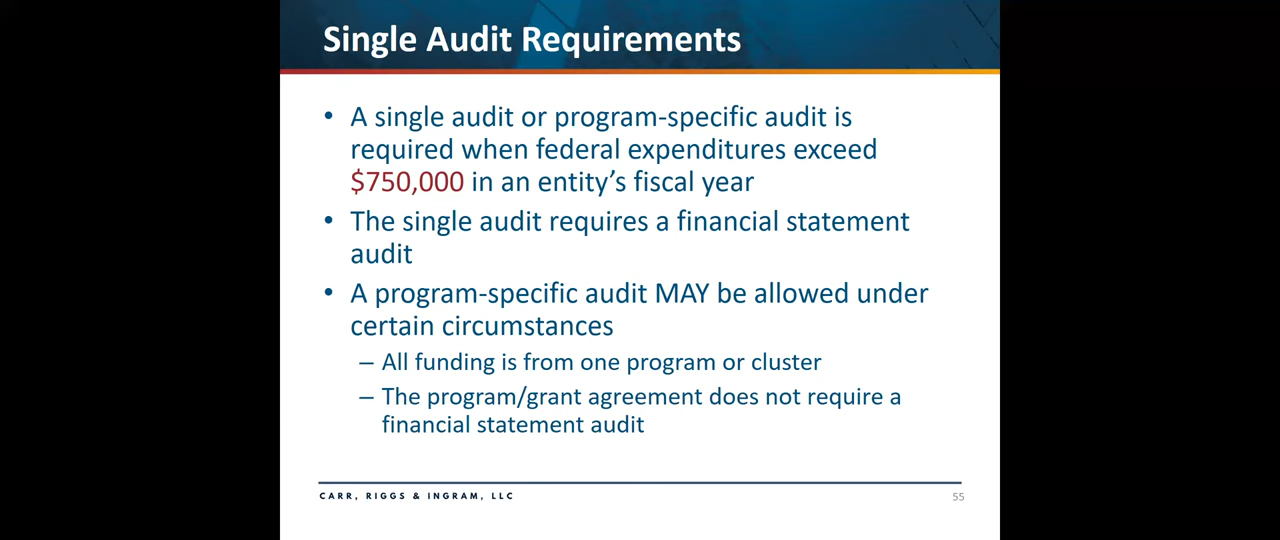 Single Audit Requirements
• A single audit or program-specific audit is
required when federal expenditures exceed
$750,000 in an entity’s fiscal year
• The single audit requires a financial statement
audit
• A program-specific audit MAY be allowed under
certain circumstances
– All funding is from one program or cluster
– The program/grant agreement does not require a
financial statement audit
CARR, RIGGS & INGRAM, LLC
55